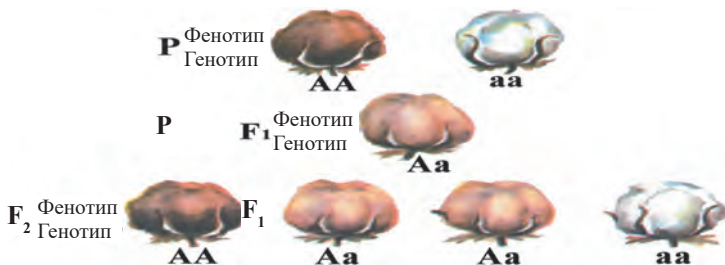 P Фенотип
Генотип
AA aa
P F1 Фенотип
Генотип
Aa
F2 Фенотип F1
Генотип
AA Aa Aa aa